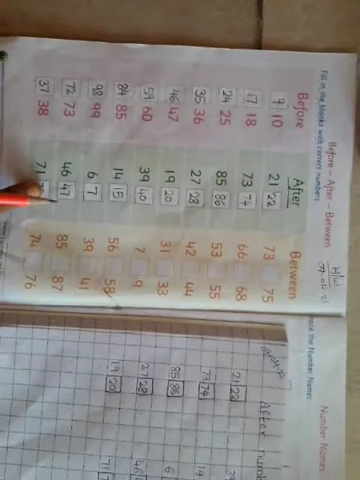 Before - After - Between
H/W
Fill in the blanks with correct numbers.
Before After Between
9 10 21 22 73 75
17 18 73 66 68
24 25 85 86 53 55
35 36 27 28 42 44
46 47 19 20 31 33
59 60 39 40 7 9
84 85 14 15 56 58
98 99 6 7 39 41
72 73 46 47 85 87
37 38 71 74 76
Number Names
the Number Names
After
21 22
73 74
85 86
27 28
19 20